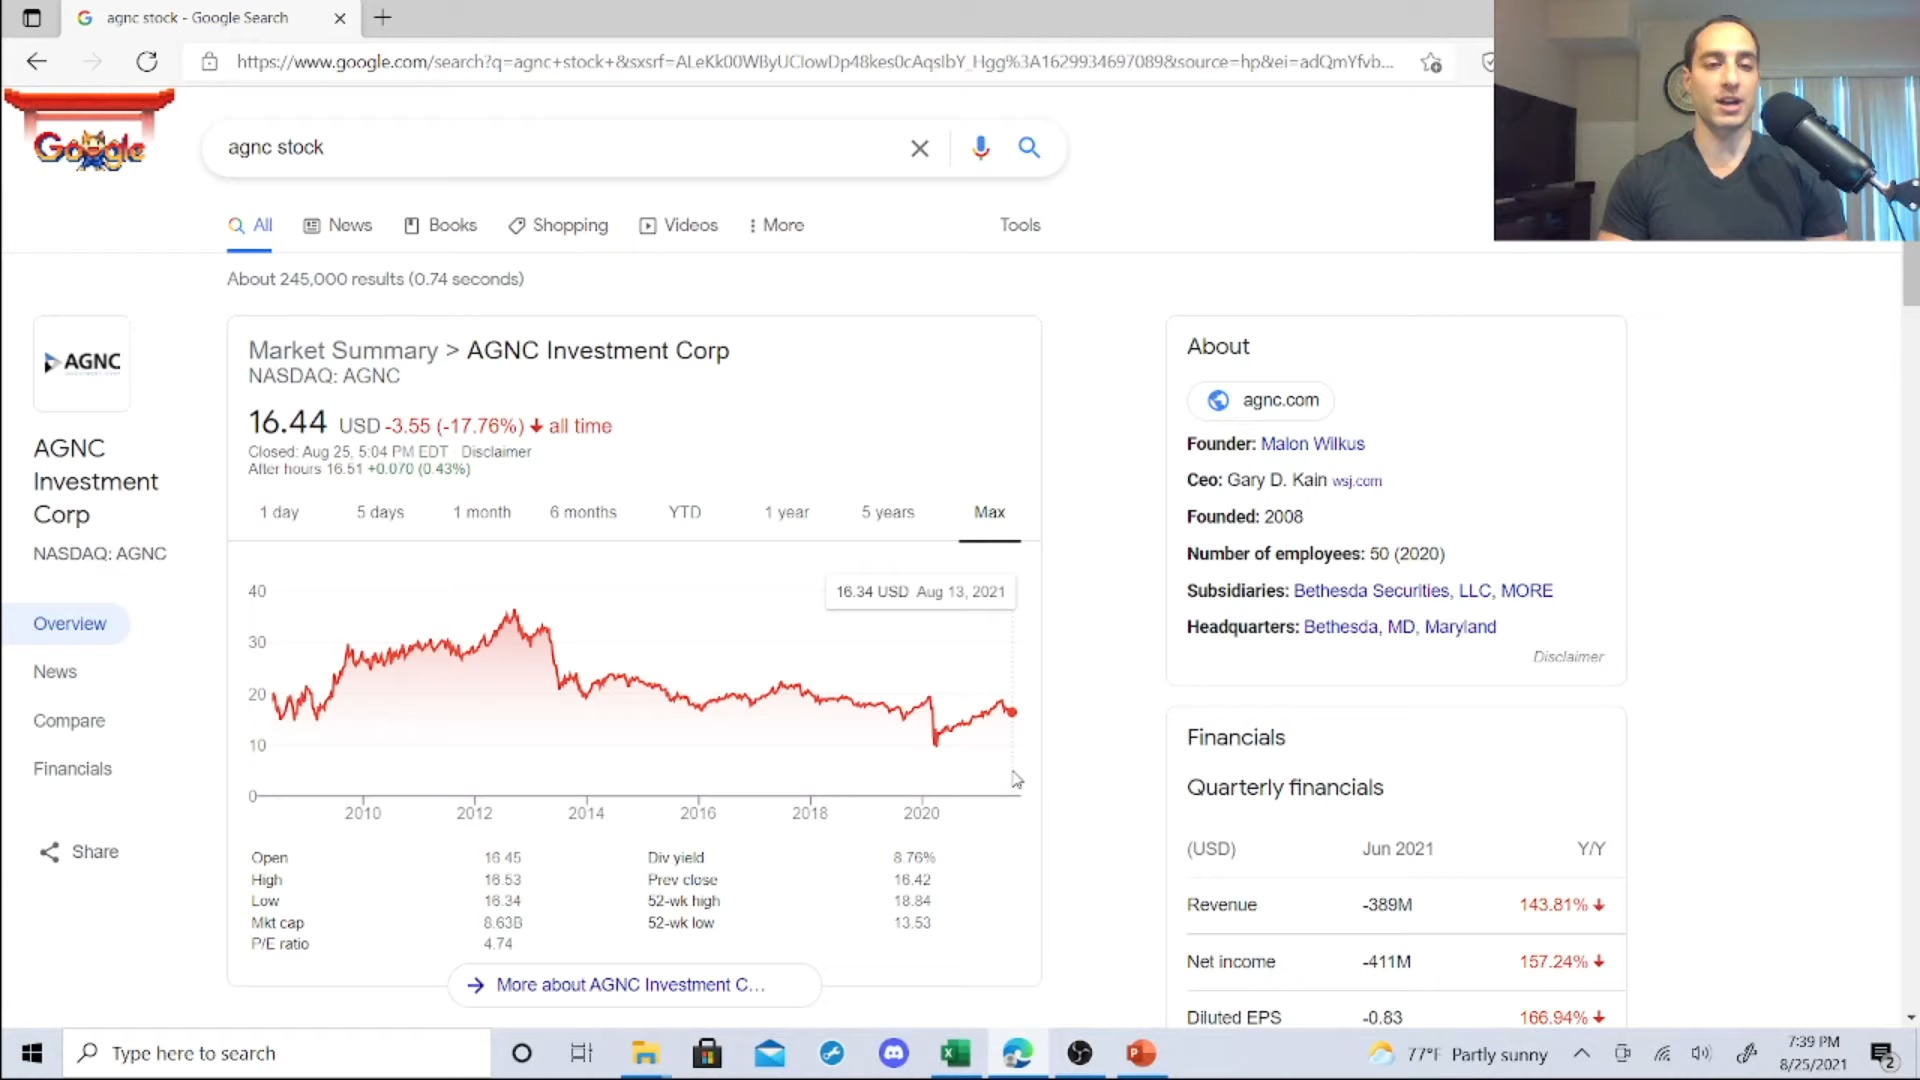 agnc stock - Google Search
https://www.google.com/search?q=agnc+stock+&sxsrf=ALeKk00WByUClowDp48kes0cAqslbY_Hgg%3A1629934697089&source=hp&ei=adQmYfvb...
Google
agnc stock
All
News
Books
Shopping
Videos
More
Tools
About 245,000 results (0.74 seconds)
AGNC
AGNC
Investment
Corp
NASDAQ: AGNC
Overview
News
Compare
Financials
Share
Market Summary > AGNC Investment Corp
NASDAQ: AGNC
16.44 USD -3.55 (-17.76%) all time
Closed: Aug 25, 5:04 PM EDT · Disclaimer
After hours 16.51 +0.070 (0.43%)
1 day
5 days
1 month
6 months
YTD
1 year
5 years
Max
16.34 USD Aug 13, 2021
40
30
20
10
0
2010
2012
2014
2016
2018
2020
Open 16.45
High 16.53
Low 16.34
Mkt cap 8.63B
P/E ratio 4.74
Div yield 8.76%
Prev close 16.42
52-wk high 18.84
52-wk low 13.53
More about AGNC Investment C...
About
agnc.com
Founder: Malon Wilkus
Ceo: Gary D. Kain wsj.com
Founded: 2008
Number of employees: 50 (2020)
Subsidiaries: Bethesda Securities, LLC, MORE
Headquarters: Bethesda, MD, Maryland
Disclaimer
Financials
Quarterly financials
(USD) Jun 2021 Y/Y
Revenue -389M 143.81%
Net income -411M 157.24%
Diluted EPS -0.83 166.94%
Type here to search
77°F Partly sunny
7:39 PM
8/25/2021
2